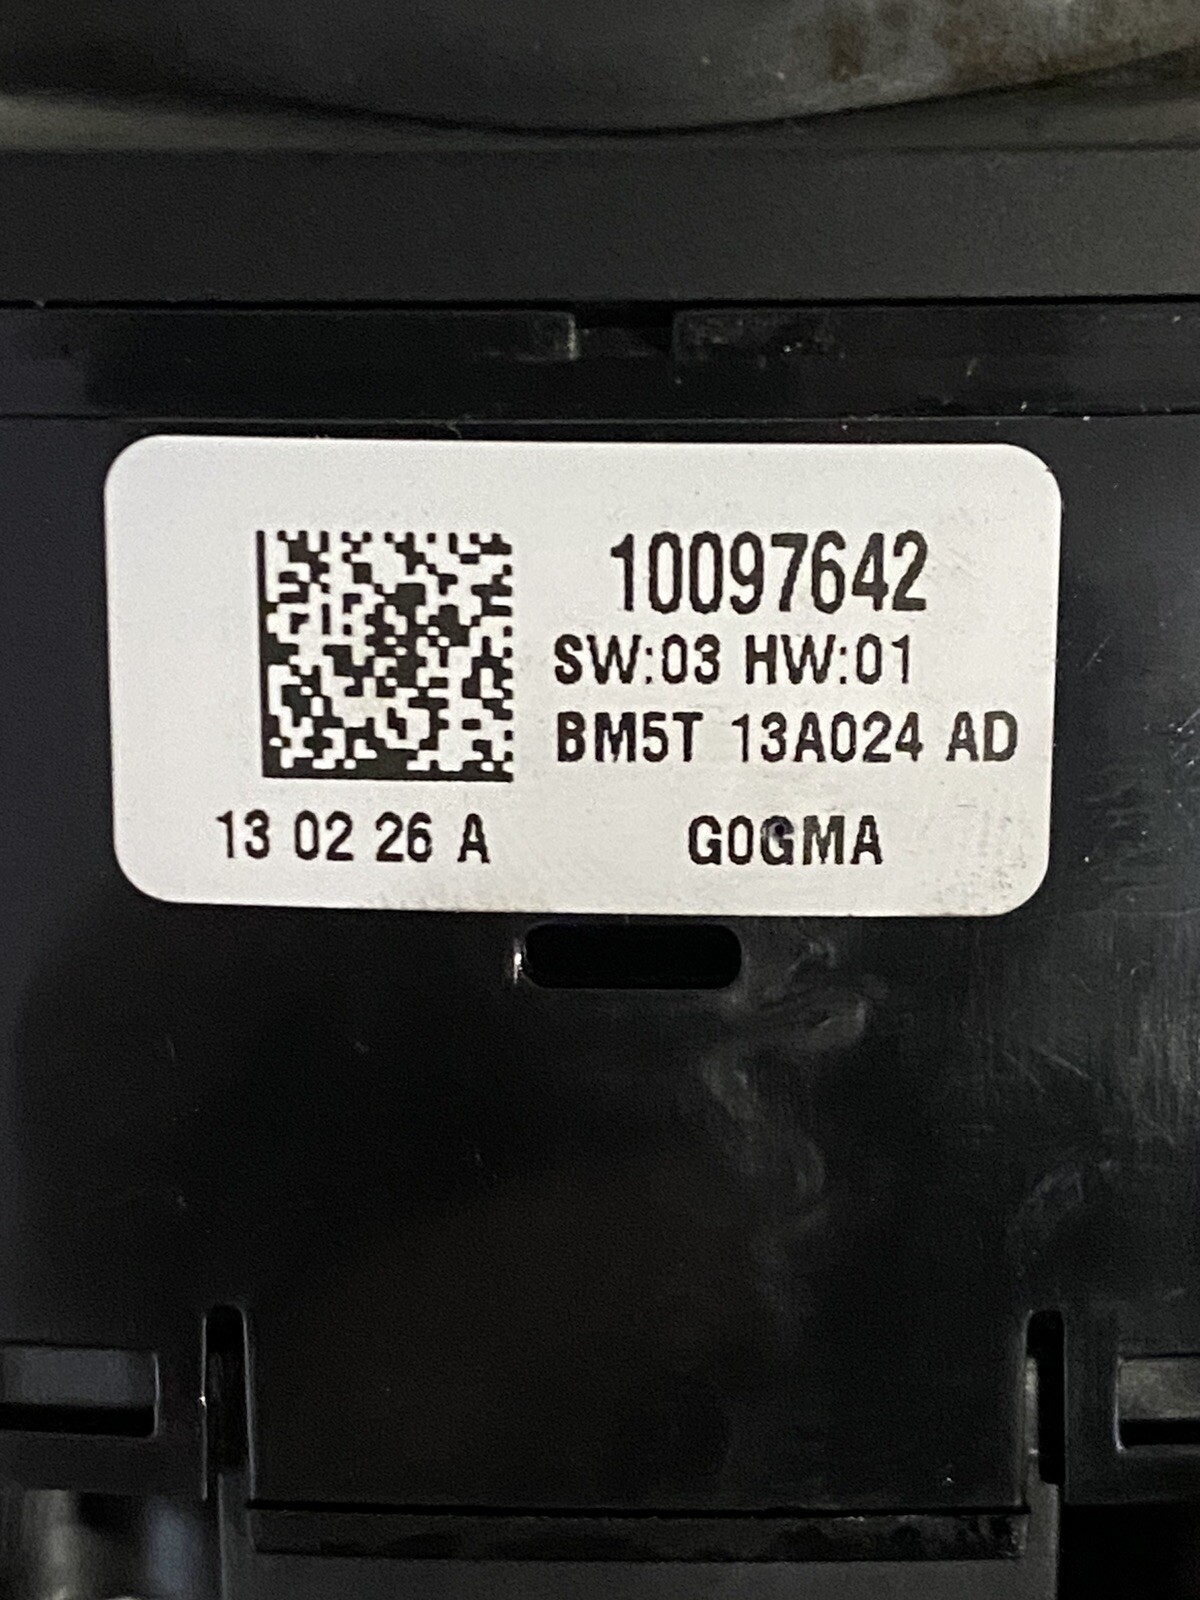 10097642
SW:03 HW:01
BM5T 13A024 AD
13 02 26 A
G0GMA